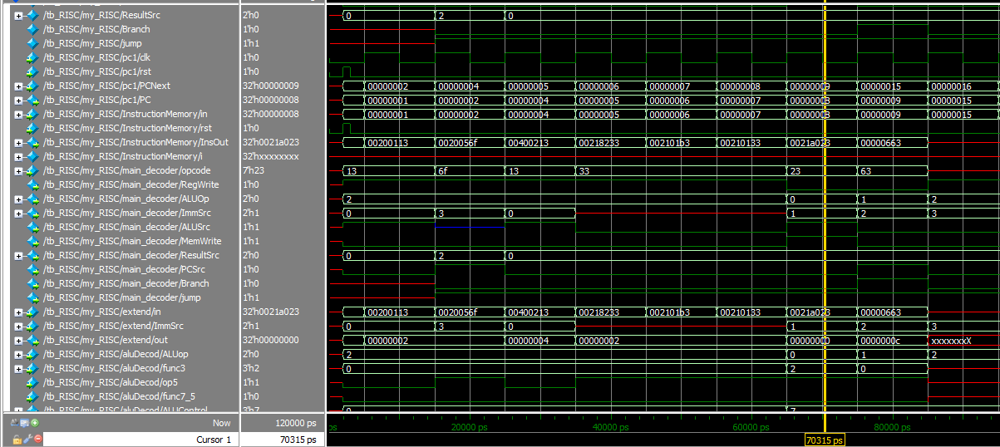 /tb_RISC/my_RISC/ResultSrc 2'h0 0 2 0
/tb_RISC/my_RISC/Branch 1'h0
/tb_RISC/my_RISC/jump 1'h1
/tb_RISC/my_RISC/pc1/clk 1'h0
/tb_RISC/my_RISC/pc1/rst 1'h0
/tb_RISC/my_RISC/pc1/PCNext 32'h00000009 00000002 00000004 00000005 00000006 00000007 00000008 00000009 00000015 00000016
/tb_RISC/my_RISC/pc1/PC 32'h00000008 00000001 00000002 00000004 00000005 00000006 00000007 00000008 00000009 00000015
/tb_RISC/my_RISC/InstructionMemory/in 32'h00000008 00000001 00000002 00000004 00000005 00000006 00000007 00000008 00000009 00000015
/tb_RISC/my_RISC/InstructionMemory/rst 1'h0
/tb_RISC/my_RISC/InstructionMemory/InsOut 32'h0021a023 00200113 0020056f 00400213 00218233 002101b3 00210133 0021a023 00000663
/tb_RISC/my_RISC/InstructionMemory/i 32'hxxxxxxxx
/tb_RISC/my_RISC/main_decoder/opcode 7'h23 13 6f 13 33 23 63
/tb_RISC/my_RISC/main_decoder/RegWrite 1'h0
/tb_RISC/my_RISC/main_decoder/ALUOp 2'h0 2 0 1 2
/tb_RISC/my_RISC/main_decoder/ImmSrc 2'h1 0 3 0 1 2 3
/tb_RISC/my_RISC/main_decoder/ALUSrc 1'h1
/tb_RISC/my_RISC/main_decoder/MemWrite 1'h1
/tb_RISC/my_RISC/main_decoder/ResultSrc 2'h0 0 2 0
/tb_RISC/my_RISC/main_decoder/PCSrc 1'h0
/tb_RISC/my_RISC/main_decoder/Branch 1'h0
/tb_RISC/my_RISC/main_decoder/jump 1'h1
/tb_RISC/my_RISC/extend/in 32'h0021a023 00200113 0020056f 00400213 00218233 002101b3 00210133 0021a023 00000663
/tb_RISC/my_RISC/extend/ImmSrc 2'h1 0 3 0 1 2 3
/tb_RISC/my_RISC/extend/out 32'h00000000 00000002 00000004 00000002 00000000 0000000c xxxxxxxX
/tb_RISC/my_RISC/aluDecod/ALUop 2'h0 2 0 1 2
/tb_RISC/my_RISC/aluDecod/func3 3'h2 0 2 0
/tb_RISC/my_RISC/aluDecod/op5 1'h1
/tb_RISC/my_RISC/aluDecod/func7_5 1'h0
/tb_RISC/my_RISC/aluDecod/ALUControl 3'h7 0 7
Now 120000 ps 20000 ps 40000 ps 60000 ps 80000 ps
Cursor 1 70315 ps 70315 ps